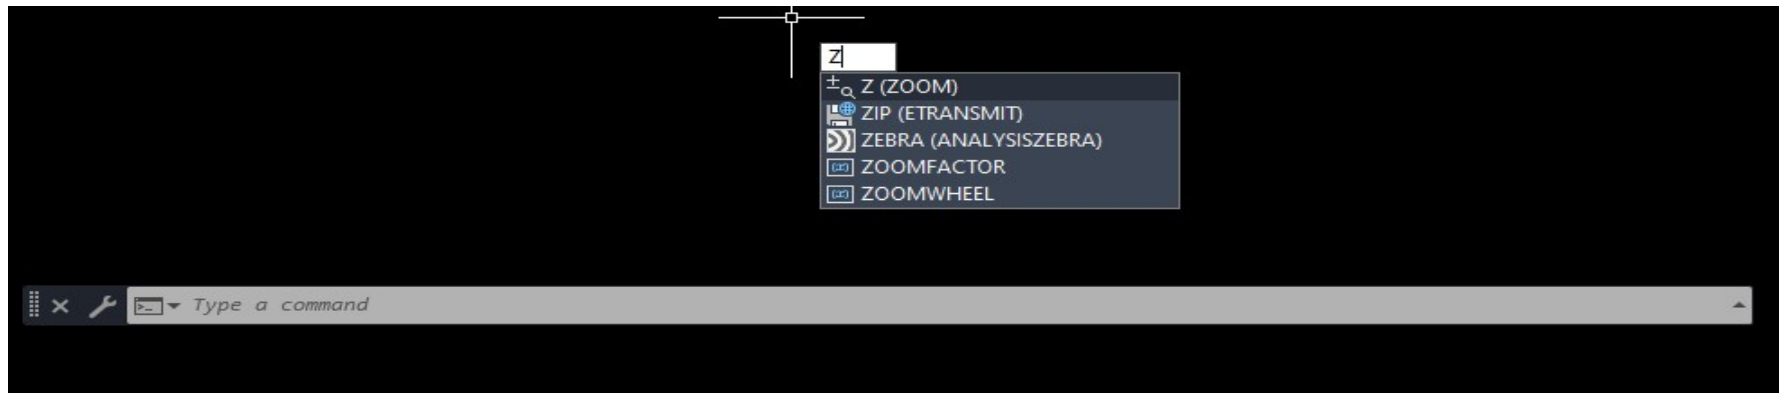 Z
Z (ZOOM)
ZIP (ETRANSMIT)
ZEBRA (ANALYSISZEBRA)
ZOOMFACTOR
ZOOMWHEEL
Type a command